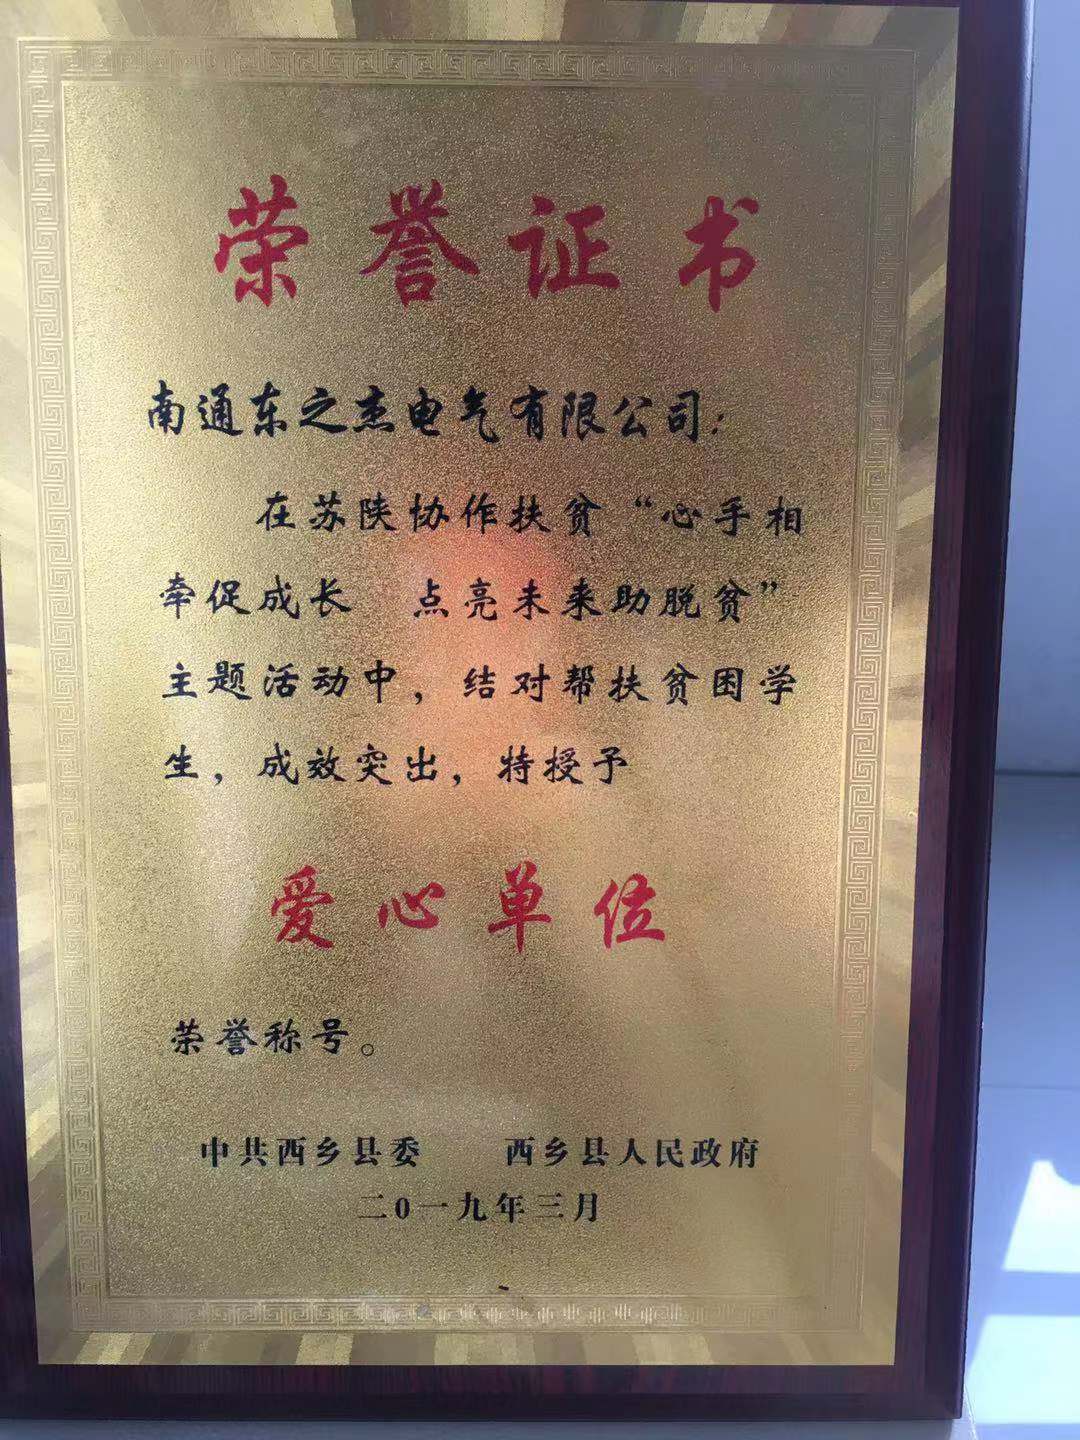 荣誉证书
南通东之杰电气有限公司：
在苏陕协作扶贫“心手相
牵促成长 点亮未来助脱贫”
主题活动中，结对帮扶贫困学
生，成效突出，特授予
爱心单位
荣誉称号。
中共西乡县委 西乡县人民政府
二0一九年三月